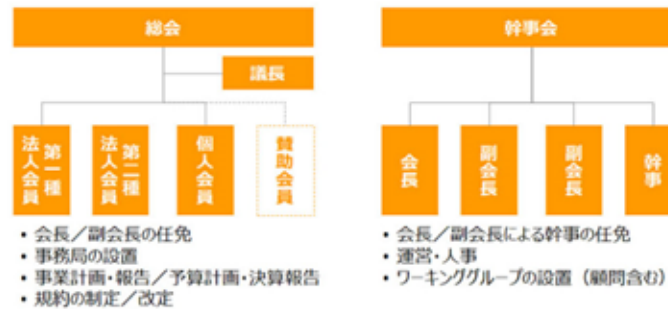 総会
議長
第一種
法人会員
第二種
法人会員
個人会員
賛助会員
・会長／副会長の任免
・事務局の設置
・事業計画・報告／予算計画・決算報告
・規約の制定／改定
幹事会
会長
副会長
副会長
幹事
・会長／副会長による幹事の任免
・運営・人事
・ワーキンググループの設置（顧問含む）